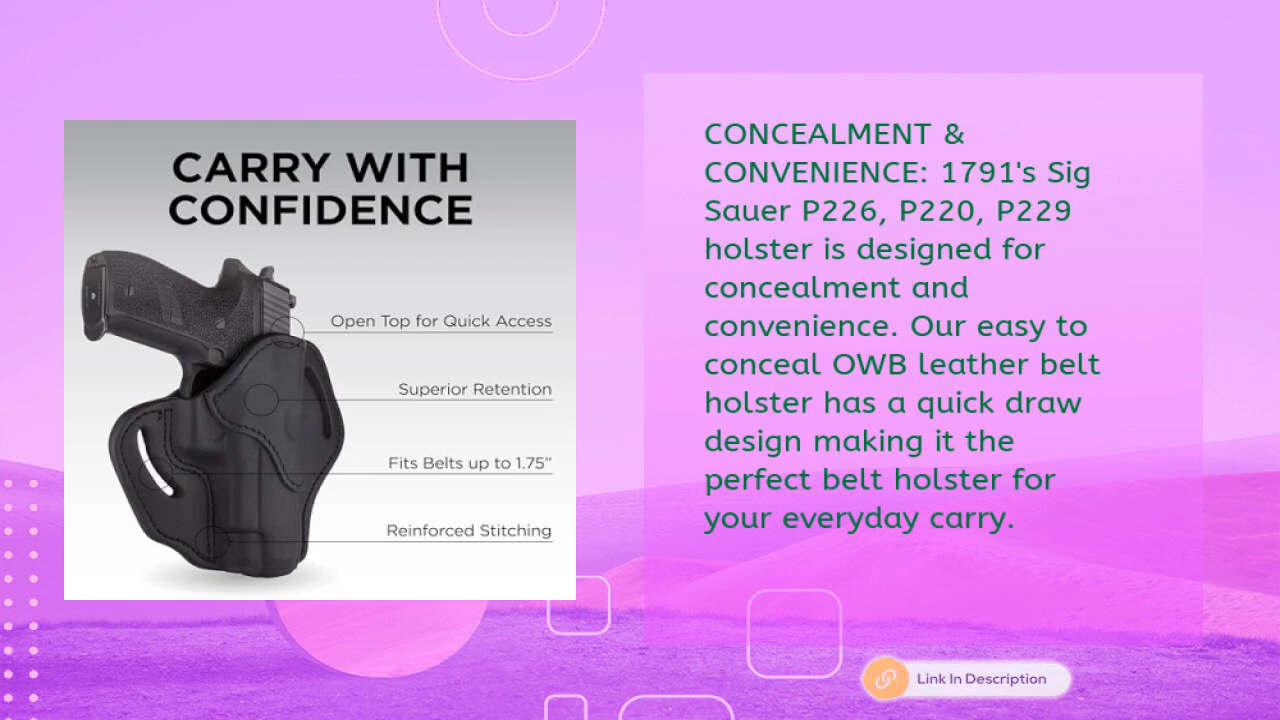 CARRY WITH
CONFIDENCE
Open Top for Quick Access
Superior Retention
Fits Belts up to 1.75”
Reinforced Stitching
CONCEALMENT &
CONVENIENCE: 1791's Sig
Sauer P226, P220, P229
holster is designed for
concealment and
convenience. Our easy to
conceal OWB leather belt
holster has a quick draw
design making it the
perfect belt holster for
your everyday carry.
Link In Description